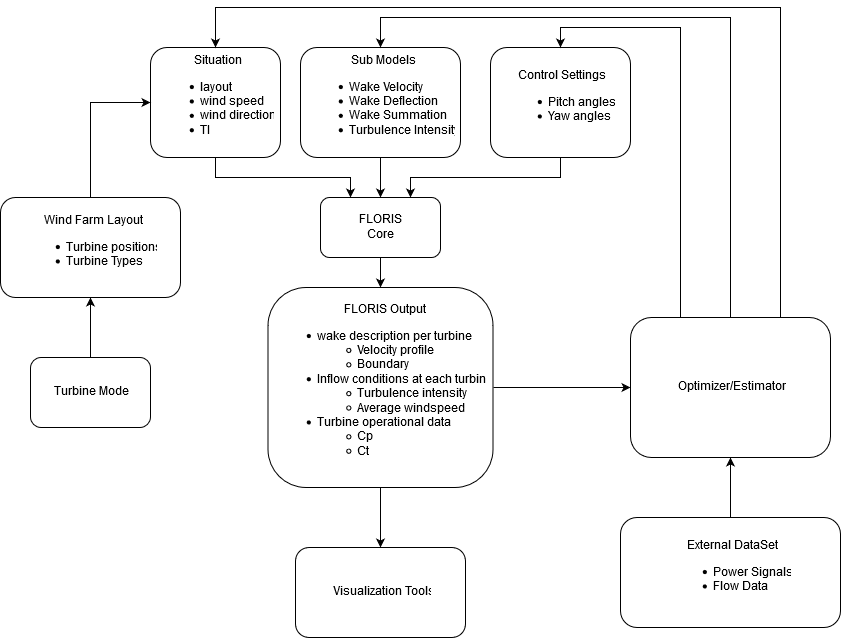 Situation
layout
wind speed
wind direction
TI
Sub Models
Wake Velocity
Wake Deflection
Wake Summation
Turbulence Intensit
Control Settings
Pitch angles
Yaw angles
Wind Farm Layout
Turbine positions
Turbine Types
FLORIS
Core
Turbine Mode
FLORIS Output
wake description per turbine
Velocity profile
Boundary
Inflow conditions at each turbin
Turbulence intensity
Average windspeed
Turbine operational data
Cp
Ct
Optimizer/Estimator
External DataSet
Power Signals
Flow Data
Visualization Tools